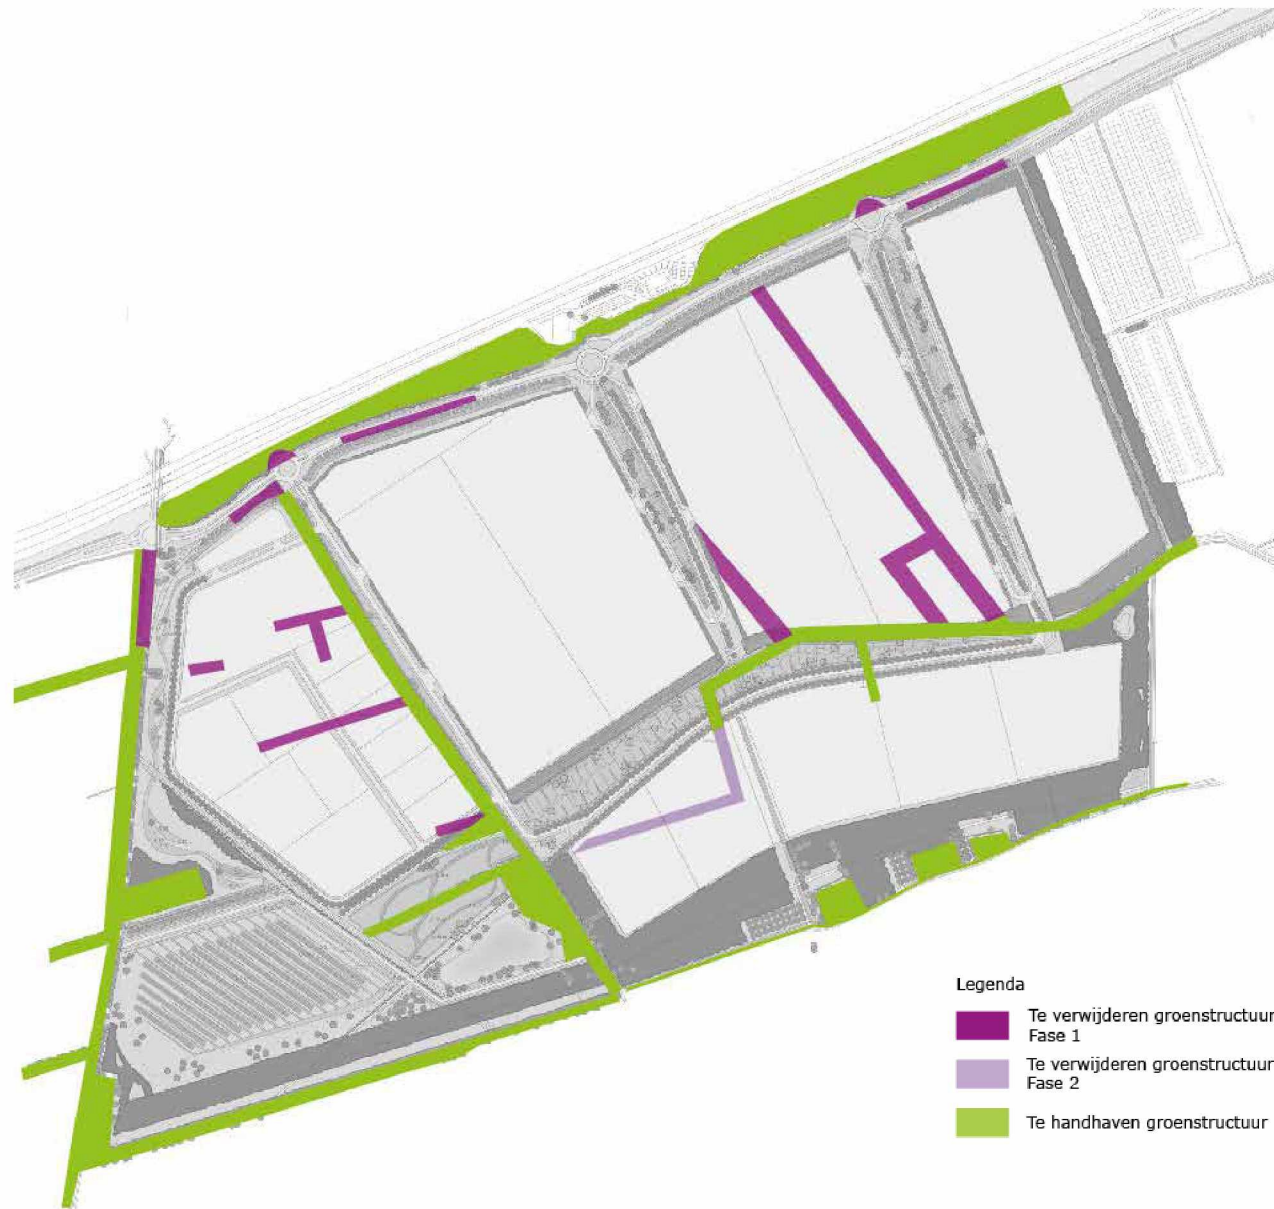 Legenda
Te verwijderen groenstructuur
Fase 1
Te verwijderen groenstructuur
Fase 2
Te handhaven groenstructuur